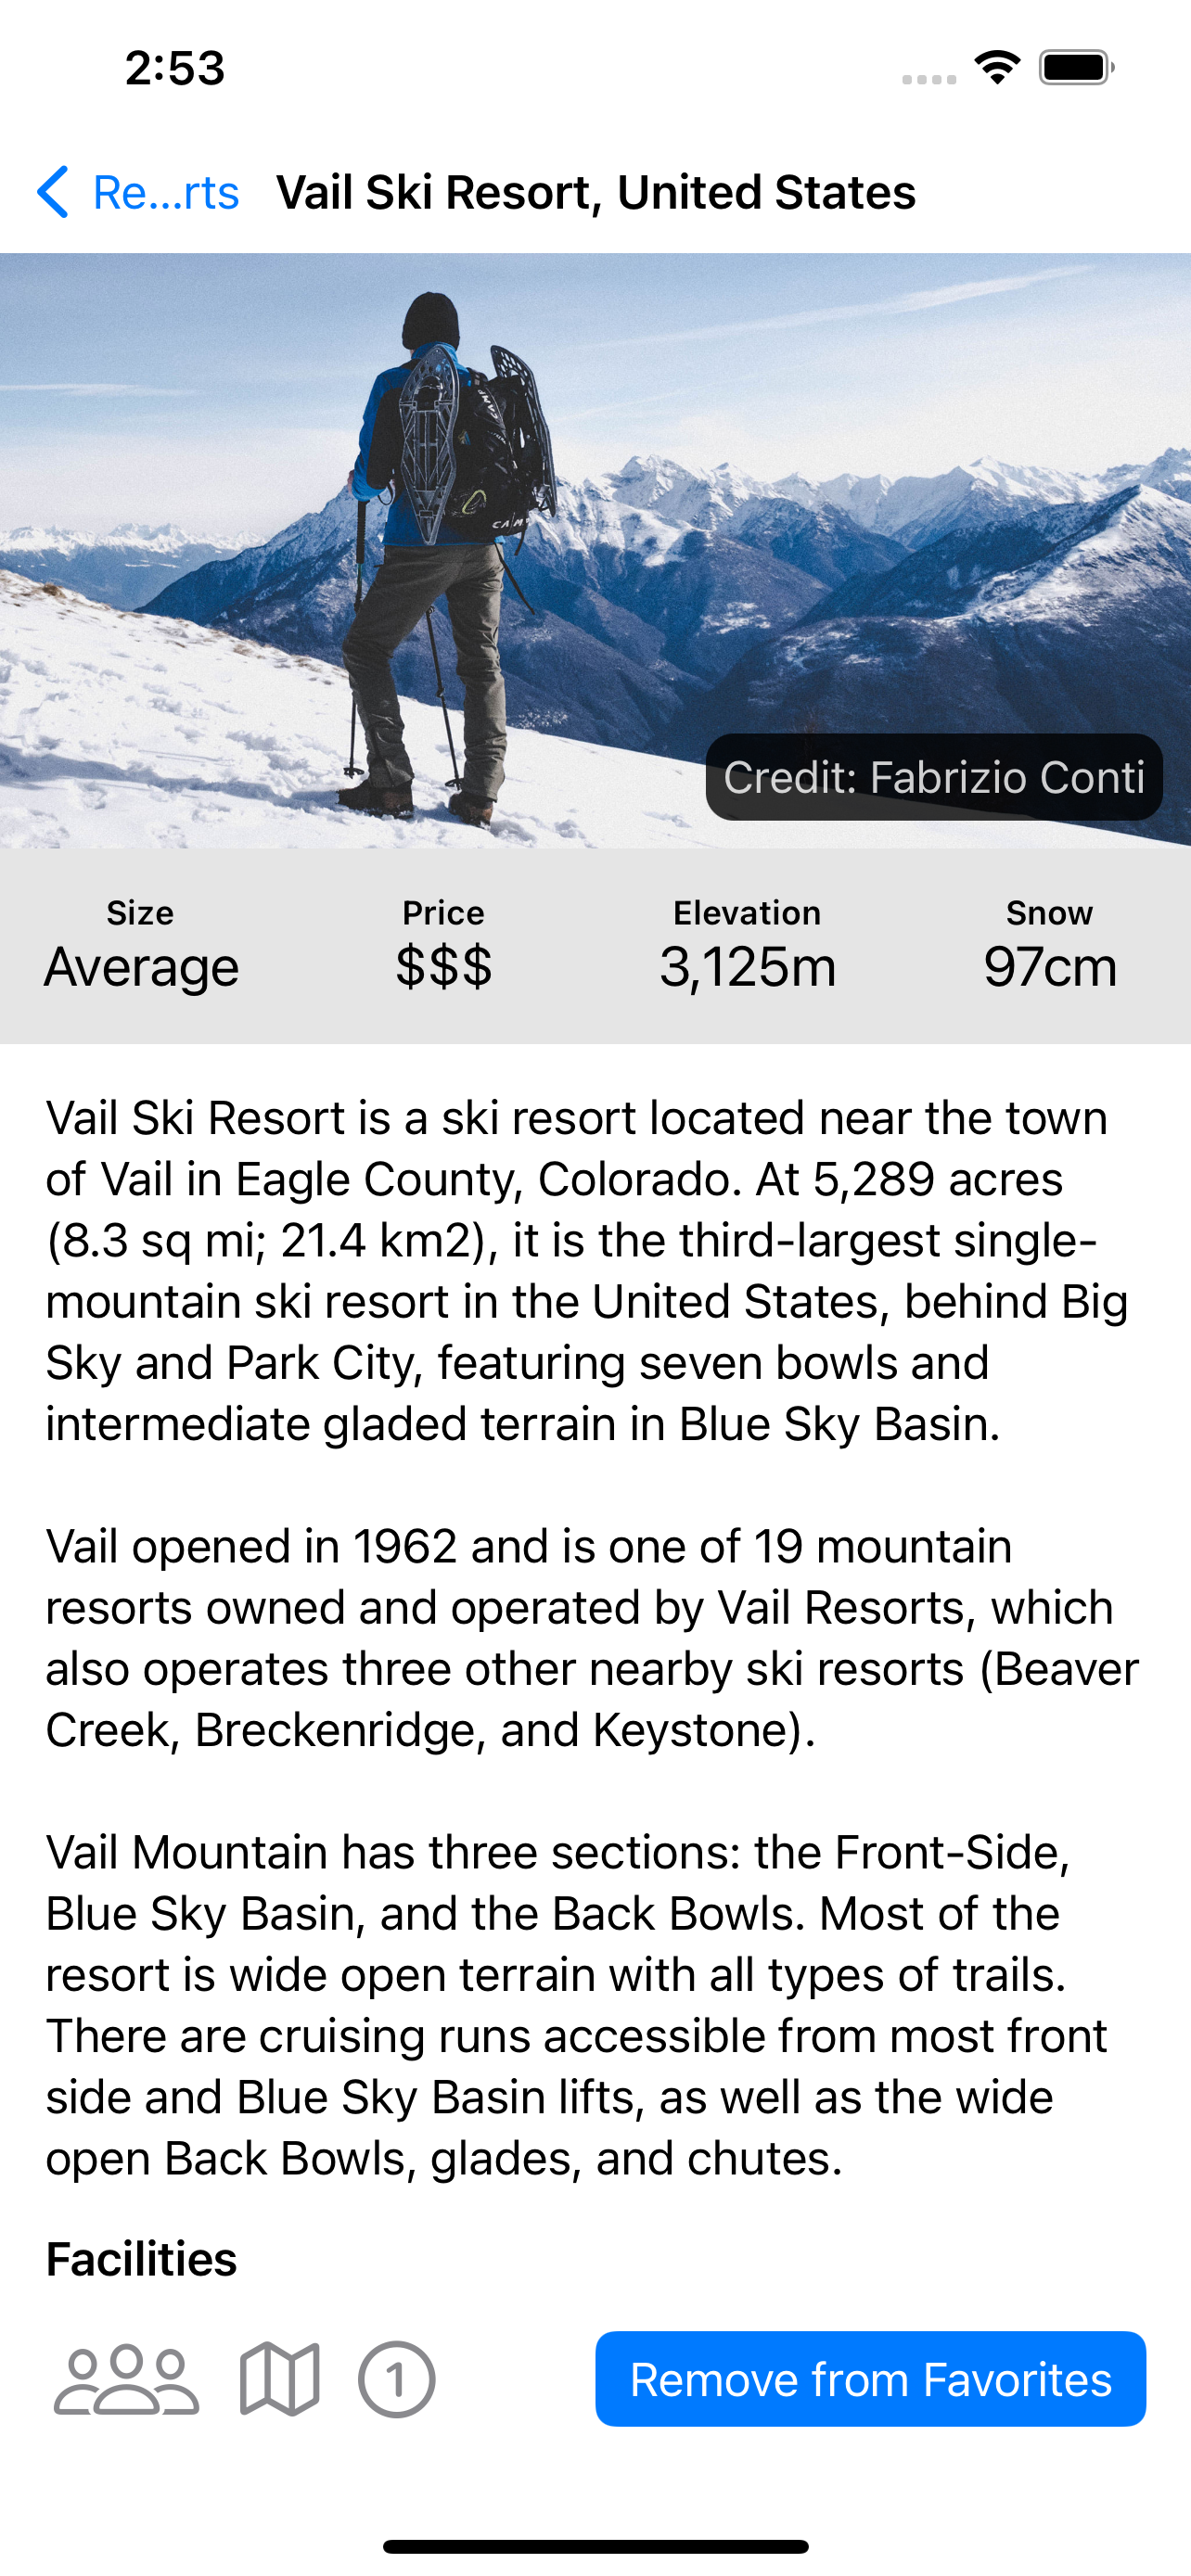 2:53
Re...rts Vail Ski Resort, United States
CAMP
CAMP
Credit: Fabrizio Conti
Size Price Elevation Snow
Average $$$ 3,125m 97cm
Vail Ski Resort is a ski resort located near the town
of Vail in Eagle County, Colorado. At 5,289 acres
(8.3 sq mi; 21.4 km2), it is the third-largest single-
mountain ski resort in the United States, behind Big
Sky and Park City, featuring seven bowls and
intermediate gladed terrain in Blue Sky Basin.
Vail opened in 1962 and is one of 19 mountain
resorts owned and operated by Vail Resorts, which
also operates three other nearby ski resorts (Beaver
Creek, Breckenridge, and Keystone).
Vail Mountain has three sections: the Front-Side,
Blue Sky Basin, and the Back Bowls. Most of the
resort is wide open terrain with all types of trails.
There are cruising runs accessible from most front
side and Blue Sky Basin lifts, as well as the wide
open Back Bowls, glades, and chutes.
Facilities
1 Remove from Favorites